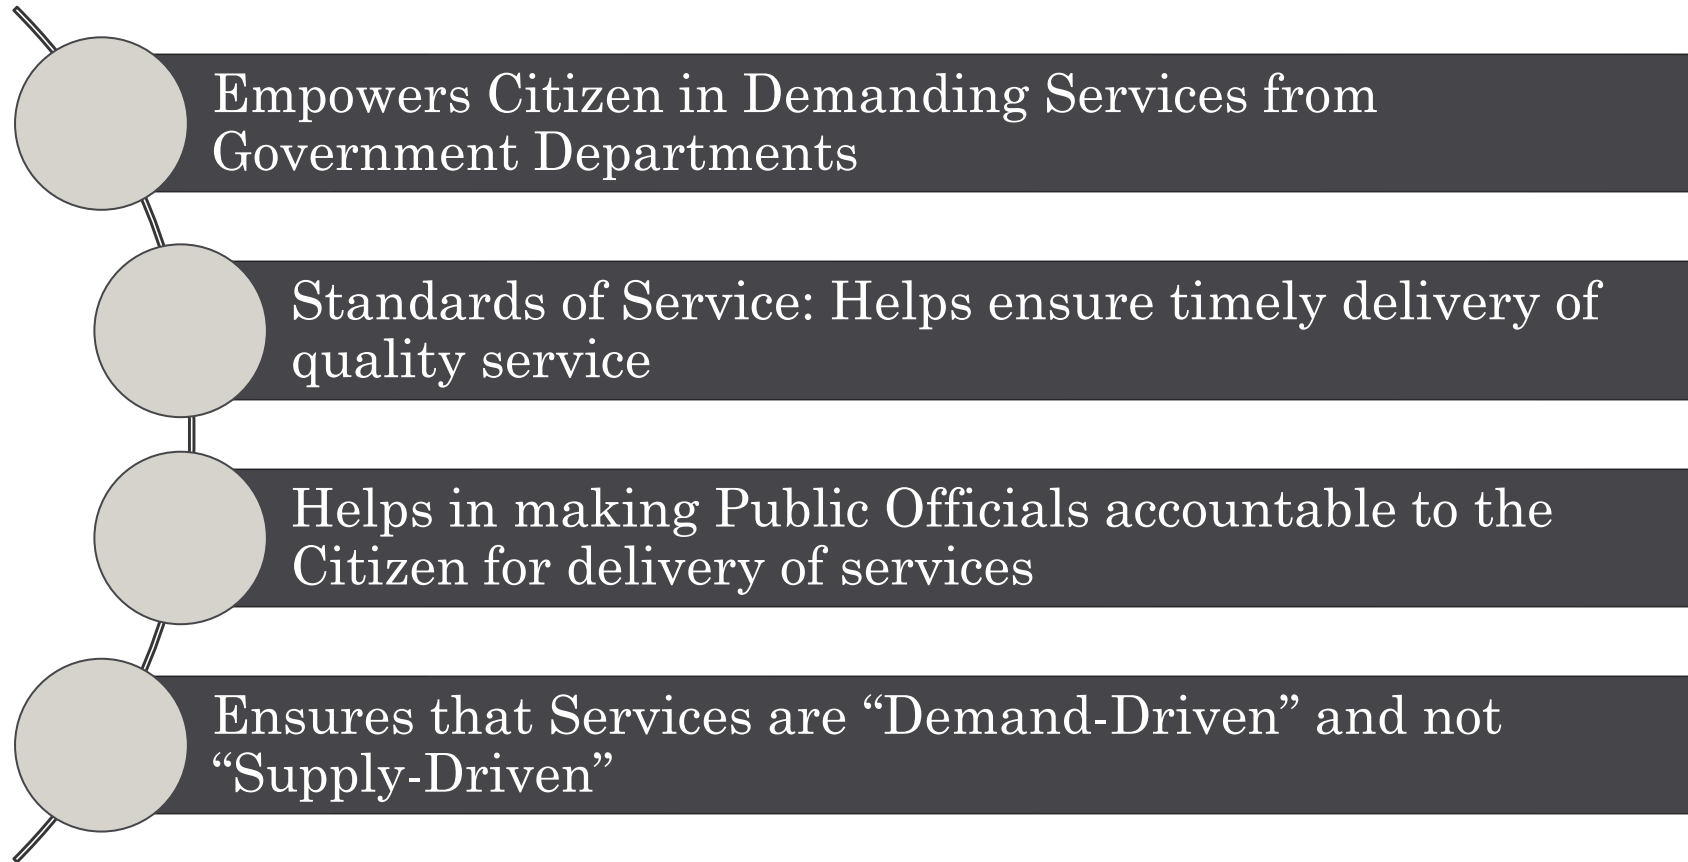 Empowers Citizen in Demanding Services from
Government Departments
Standards of Service: Helps ensure timely delivery of
quality service
Helps in making Public Officials accountable to the
Citizen for delivery of services
Ensures that Services are “Demand-Driven” and not
“Supply-Driven”